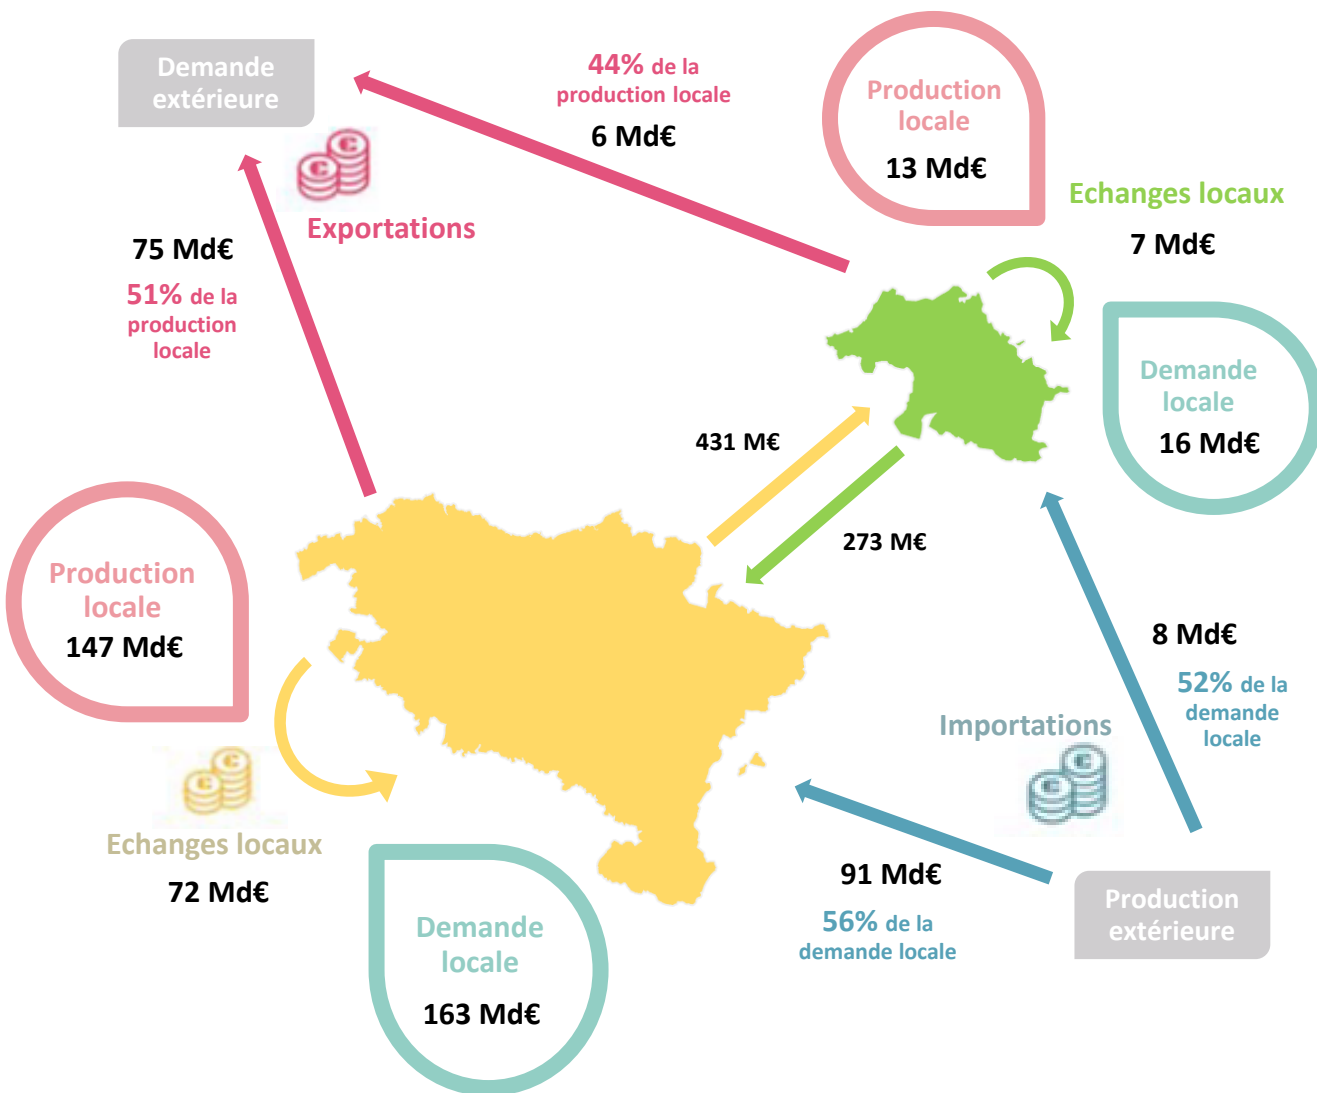 Demande
extérieure
44% de la
production locale
6 Md€
Production
locale
13 Md€
Echanges locaux
7 Md€
Exportations
75 Md€
51% de la
production
locale
Demande
locale
16 Md€
431 M€
273 M€
Production
locale
147 Md€
8 Md€
52% de la
demande
locale
Importations
Echanges locaux
72 Md€
91 Md€
56% de la
demande locale
Production
extérieure
Demande
locale
163 Md€